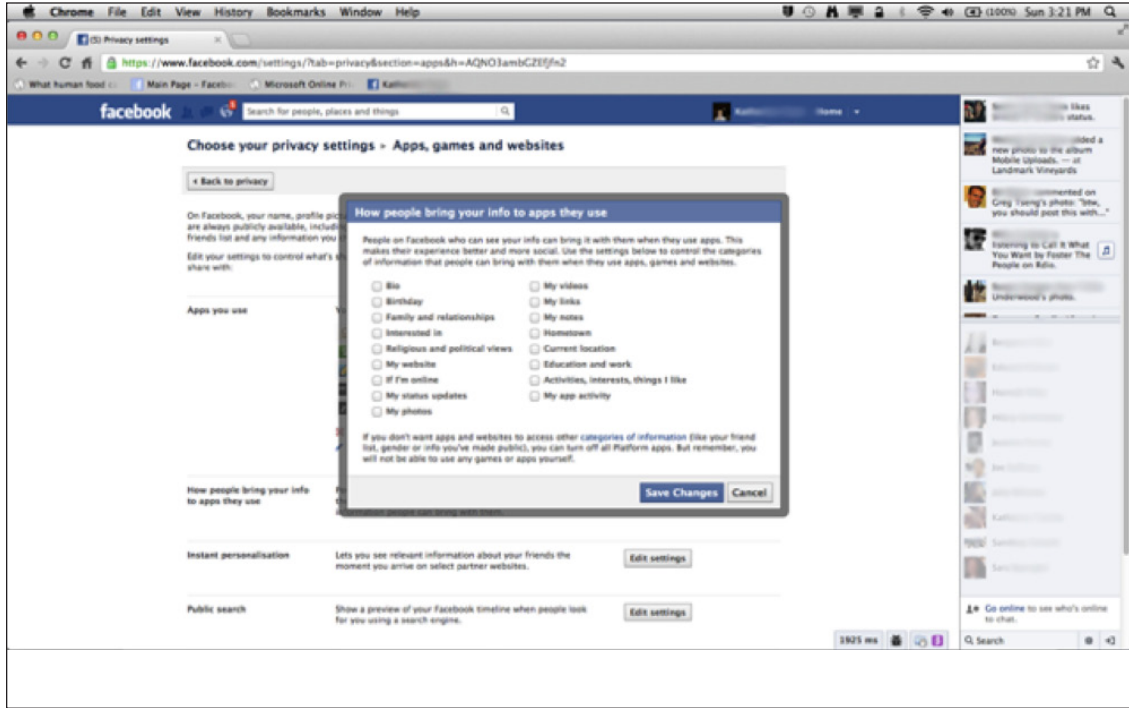 Chrome File Edit View History Bookmarks Window Help
(100%) Sun 3:21 PM
(5) Privacy settings
https://www.facebook.com/settings/?tab=privacy&section=apps&h=AQNO3ambGZEfjfn2
What human food
Main Page - Facebo
Microsoft Online Pri
facebook
Search for people, places and things
Home
Choose your privacy settings ▸ Apps, games and websites
Back to privacy
On Facebook, your name, profile pic
are always publicly available, includi
friends list and any information you
Edit your settings to control what's
share with:
Apps you use
How people bring your info to apps they use
People on Facebook who can see your info can bring it with them when they use apps. This
makes their experience better and more social. Use the settings below to control the categories
of information that people can bring with them when they use apps, games and websites.
Bio
Birthday
Family and relationships
Interested in
Religious and political views
My website
If I'm online
My status updates
My photos
My videos
My links
My notes
Hometown
Current location
Education and work
Activities, interests, things I like
My app activity
If you don't want apps and websites to access other categories of information (like your friend
list, gender or info you've made public), you can turn off all Platform apps. But remember, you
will not be able to use any games or apps yourself.
Save Changes
Cancel
How people bring your info
to apps they use
information people can bring with them.
Instant personalisation
Lets you see relevant information about your friends the
moment you arrive on select partner websites.
Edit settings
Public search
Show a preview of your Facebook timeline when people look
for you using a search engine.
Edit settings
1925 ms
likes
status.
added a
new photo to the album
Mobile Uploads. — at
Landmark Vineyards
commented on
Greg Tseng's photo: "btw,
you should post this with..."
listening to Call It What
You Want by Foster The
People on Rdio.
Underwood's photo.
Go online to see who's online
to chat.
Search